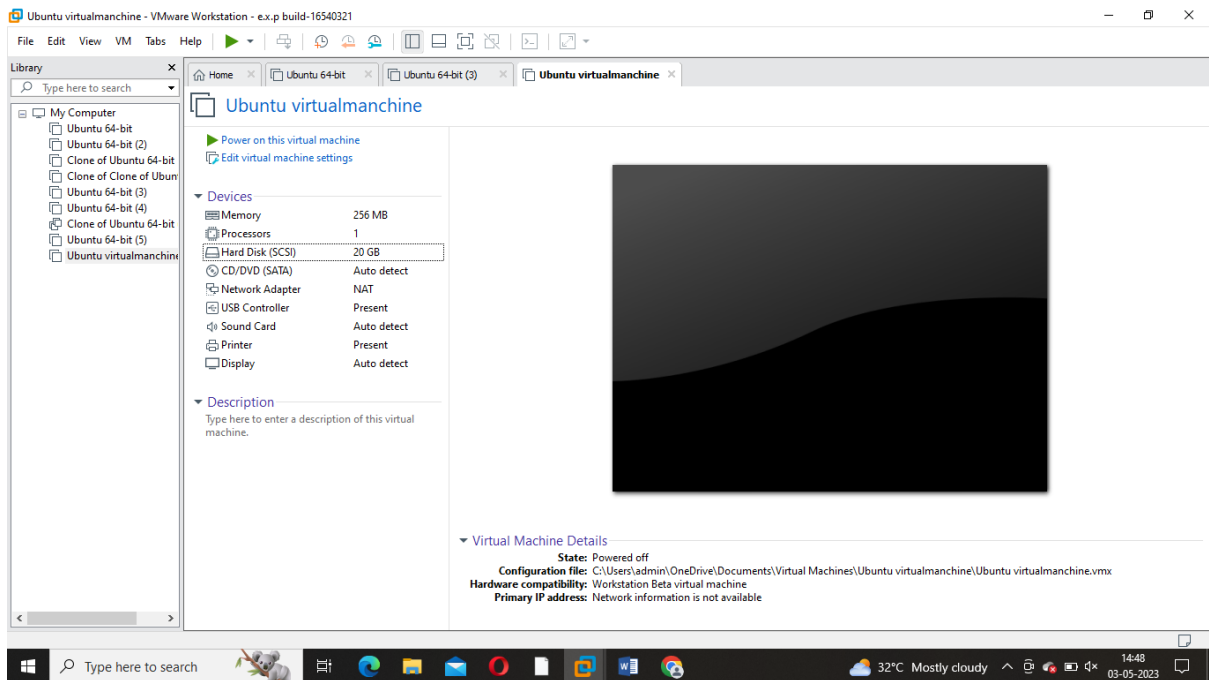 Ubuntu virtualmanchine - VMware Workstation - e.x.p build-16540321
File Edit View VM Tabs Help
Library
Type here to search
My Computer
Ubuntu 64-bit
Ubuntu 64-bit (2)
Clone of Ubuntu 64-bit
Clone of Clone of Ubun
Ubuntu 64-bit (3)
Ubuntu 64-bit (4)
Clone of Ubuntu 64-bit
Ubuntu 64-bit (5)
Ubuntu virtualmanchine
Home Ubuntu 64-bit Ubuntu 64-bit (3) Ubuntu virtualmanchine
Ubuntu virtualmanchine
Power on this virtual machine
Edit virtual machine settings
Devices
Memory 256 MB
Processors 1
Hard Disk (SCSI) 20 GB
CD/DVD (SATA) Auto detect
Network Adapter NAT
USB Controller Present
Sound Card Auto detect
Printer Present
Display Auto detect
Description
Type here to enter a description of this virtual
machine.
Virtual Machine Details
State: Powered off
Configuration file: C:\Users\admin\OneDrive\Documents\Virtual Machines\Ubuntu virtualmanchine\Ubuntu virtualmanchine.vmx
Hardware compatibility: Workstation Beta virtual machine
Primary IP address: Network information is not available
Type here to search
32°C Mostly cloudy
14:48
03-05-2023